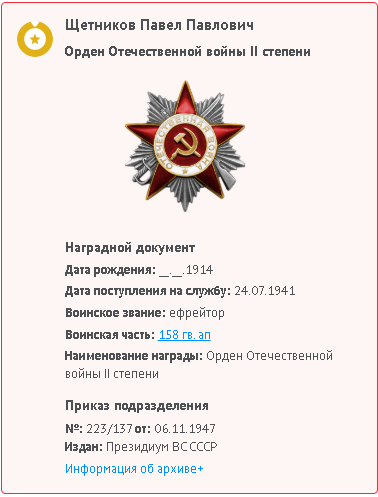 Щетников Павел Павлович
Орден Отечественной войны II степени
ОТЕЧЕСТВЕННАЯ ВОЙНА
Наградной документ
Дата рождения: __.__.1914
Дата поступления на службу: 24.07.1941
Воинское звание: ефрейтор
Воинская часть: 158 гв. ап
Наименование награды: Орден Отечественной
войны II степени
Приказ подразделения
№: 223/137 от: 06.11.1947
Издан: Президиум ВС СССР
Информация об архиве+